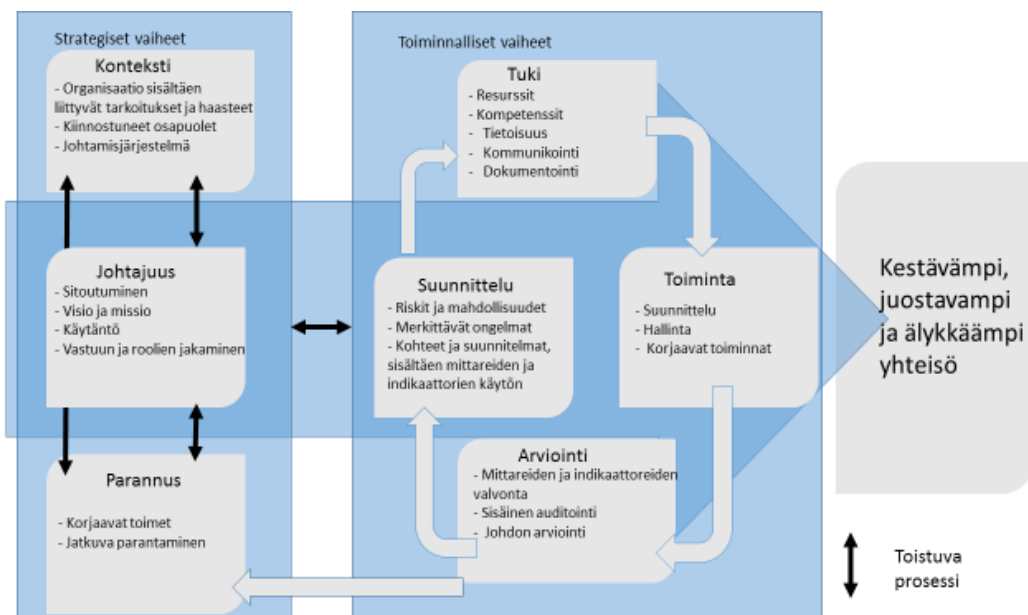 Strategiset vaiheet
Konteksti
- Organisaatio sisältäen
liittyvät tarkoitukset ja haasteet
- Kiinnostuneet osapuolet
- Johtamisjärjestelmä
Johtajuus
- Sitoutuminen
- Visio ja missio
- Käytäntö
- Vastuun ja roolien jakaminen
Parannus
- Korjaavat toimet
- Jatkuva parantaminen
Toiminnalliset vaiheet
Tuki
- Resurssit
- Kompetenssit
- Tietoisuus
- Kommunikointi
- Dokumentointi
Suunnittelu
- Riskit ja mahdollisuudet
- Merkittävät ongelmat
- Kohteet ja suunnitelmat,
sisältäen mittareiden ja
indikaattorien käytön
Toiminta
- Suunnittelu
- Hallinta
- Korjaavat toiminnat
Arviointi
- Mittareiden ja indikaattoreiden
valvonta
- Sisäinen auditointi
- Johdon arviointi
Kestävämpi,
juostavampi
ja älykkäämpi
yhteisö
Toistuva
prosessi